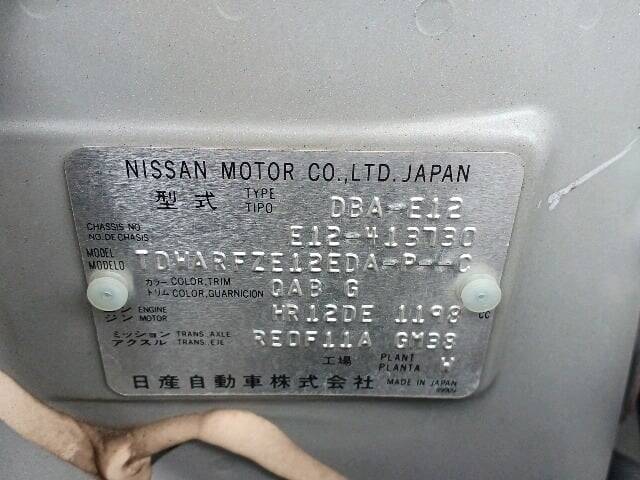 NISSAN MOTOR CO.,LTD. JAPAN
型式 TYPE TIPO DBA-E12
CHASSIS NO. NO. DE CHASIS E12-413730
MODEL MODELO TDHARFZE12EDA-P--C
カラー COLOR, TRIM
トリム COLOR, GUARNICION QAB G
ENGINE
ジン MOTOR HR12DE 1198 CC
ミッション TRANS. AXLE
アクスル TRANS. EJE REOF11A GM38
工場 PLANT PLANTA W
日産自動車株式会社 MADE IN JAPAN